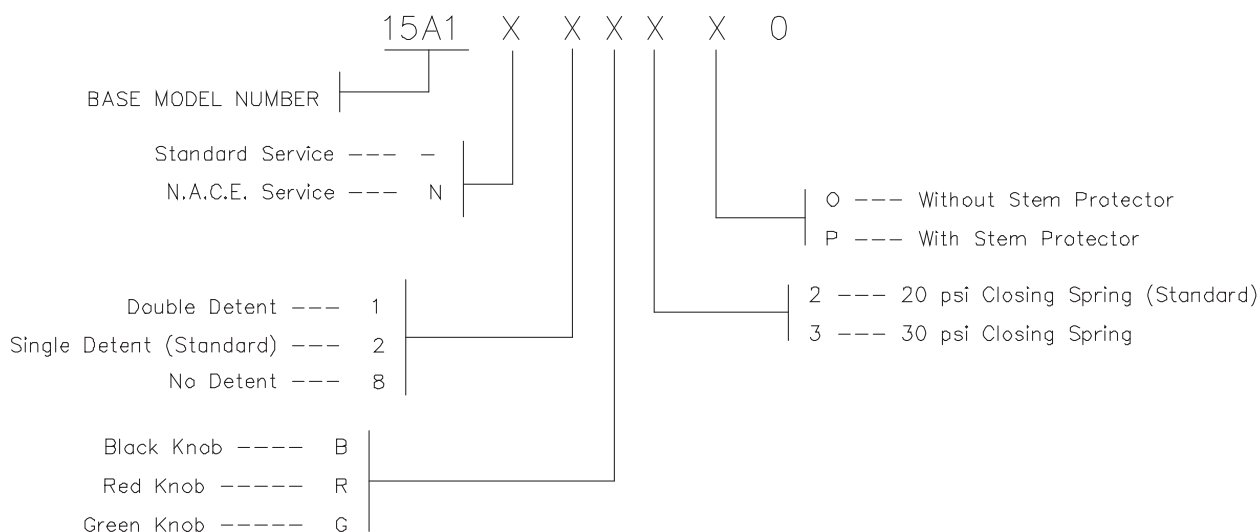 15A1 X X X X X 0
BASE MODEL NUMBER
Standard Service --- -
N.A.C.E. Service --- N
O --- Without Stem Protector
P --- With Stem Protector
Double Detent --- 1
Single Detent (Standard) --- 2
No Detent --- 8
2 --- 20 psi Closing Spring (Standard)
3 --- 30 psi Closing Spring
Black Knob ---- B
Red Knob ----- R
Green Knob ----- G